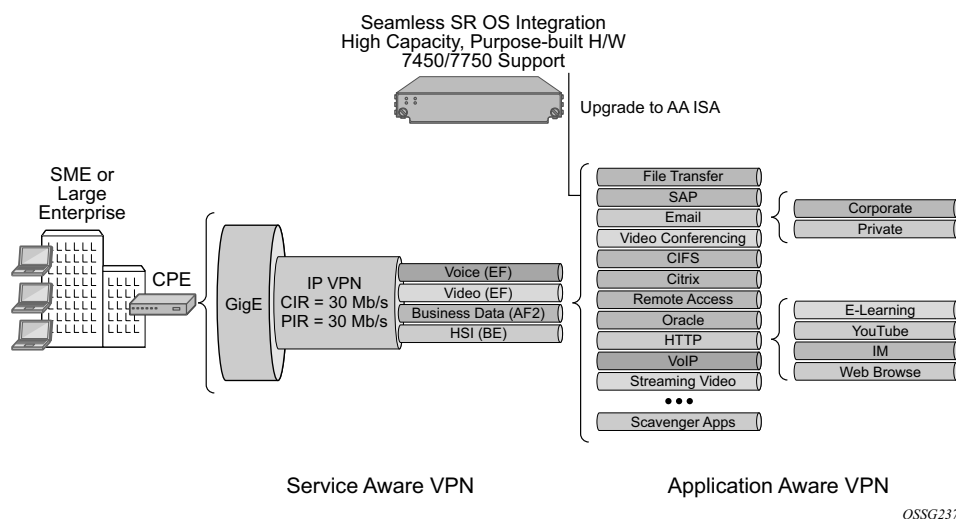 Seamless SR OS Integration
High Capacity, Purpose-built H/W
7450/7750 Support
Upgrade to AA ISA
SME or
Large
Enterprise
CPE
GigE
IP VPN
CIR = 30 Mb/s
PIR = 30 Mb/s
Voice (EF)
Video (EF)
Business Data (AF2)
HSI (BE)
File Transfer
SAP
Email
Video Conferencing
CIFS
Citrix
Remote Access
Oracle
HTTP
VoIP
Streaming Video
•••
Scavenger Apps
Corporate
Private
E-Learning
YouTube
IM
Web Browse
Service Aware VPN
Application Aware VPN
OSSG237